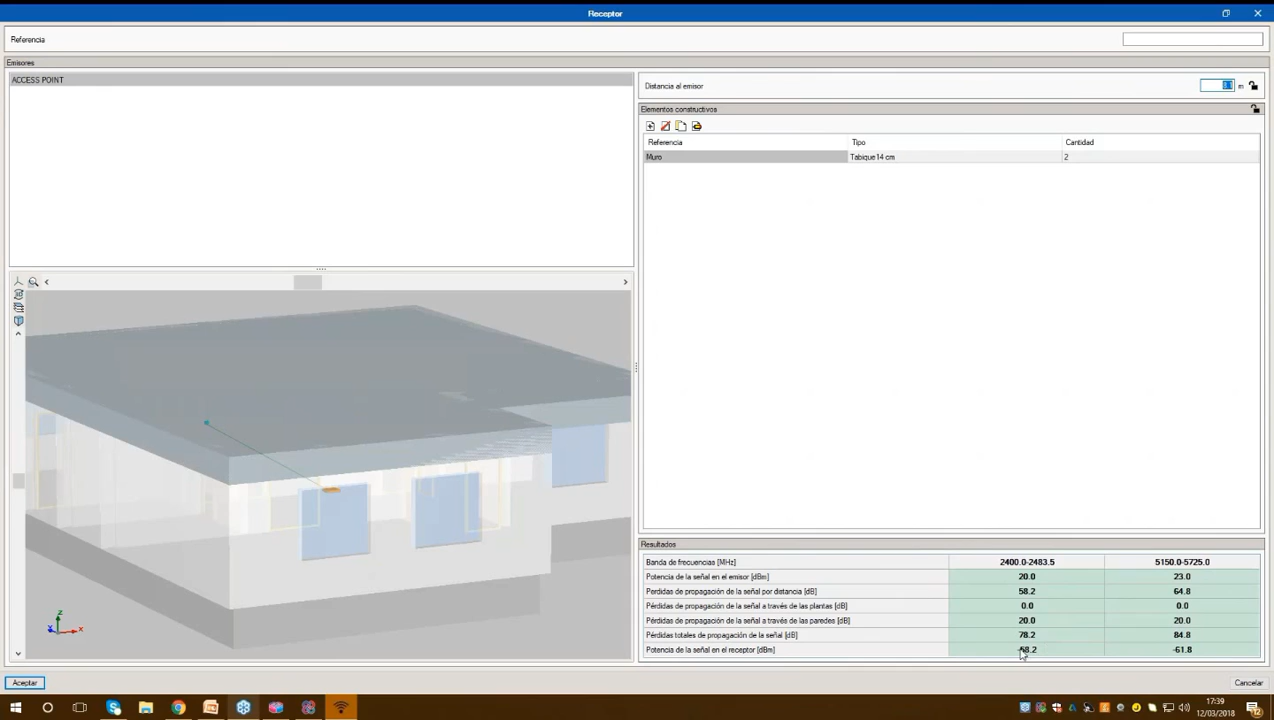 Receptor
Referencia
Emisores
ACCESS POINT
Distancia al emisor
m
Elementos constructivos
Referencia Tipo Cantidad
Muro Tabique 14 cm 2
z
x
Resultados
Banda de frecuencias [MHz] 2400.0-2483.5 5150.0-5725.0
Potencia de la señal en el emisor [dBm] 20.0 23.0
Perdidas de propagación de la señal por distancia [dB] 58.2 64.8
Pérdidas de propagación de la señal a través de las plantas [dB] 0.0 0.0
Pérdidas de propagación de la señal a través de las paredes [dB] 20.0 20.0
Pérdidas totales de propagación de la señal [dB] 78.2 84.8
Potencia de la señal en el receptor [dBm] -58.2 -61.8
Aceptar
Cancelar
17:39
12/03/2018